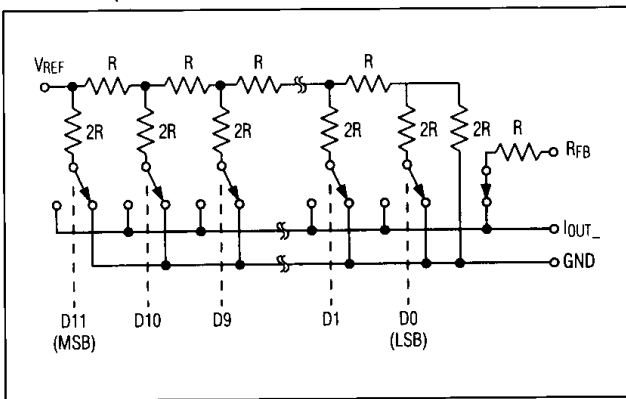 VREF R R R R
2R 2R 2R 2R 2R 2R R RFB
IOUT_
GND
D11 D10 D9 D1 D0
(MSB) (LSB)